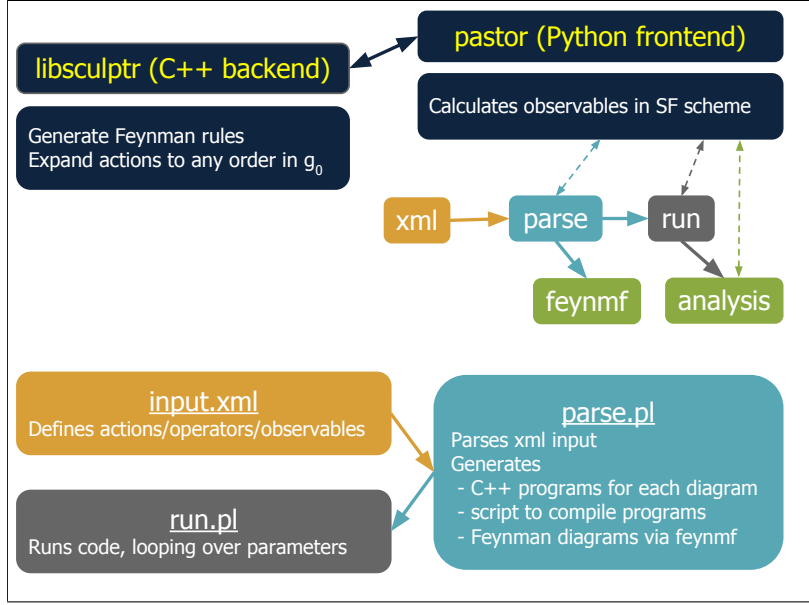 libsculptr (C++ backend)
pastor (Python frontend)
Generate Feynman rules
Expand actions to any order in g₀
Calculates observables in SF scheme
xml
parse
run
feynmf
analysis
input.xml
Defines actions/operators/observables
run.pl
Runs code, looping over parameters
parse.pl
Parses xml input
Generates
- C++ programs for each diagram
- script to compile programs
- Feynman diagrams via feynmf